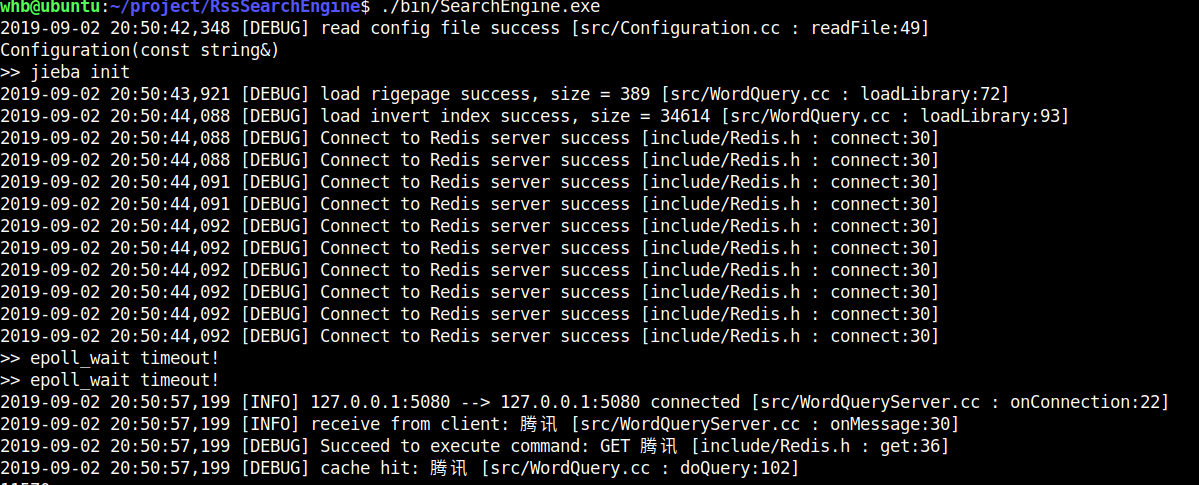 whb@ubuntu:~/project/RssSearchEngine$ ./bin/SearchEngine.exe
2019-09-02 20:50:42,348 [DEBUG] read config file success [src/Configuration.cc : readFile:49]
Configuration(const string&)
>> jieba init
2019-09-02 20:50:43,921 [DEBUG] load rigepage success, size = 389 [src/WordQuery.cc : loadLibrary:72]
2019-09-02 20:50:44,088 [DEBUG] load invert index success, size = 34614 [src/WordQuery.cc : loadLibrary:93]
2019-09-02 20:50:44,088 [DEBUG] Connect to Redis server success [include/Redis.h : connect:30]
2019-09-02 20:50:44,088 [DEBUG] Connect to Redis server success [include/Redis.h : connect:30]
2019-09-02 20:50:44,091 [DEBUG] Connect to Redis server success [include/Redis.h : connect:30]
2019-09-02 20:50:44,091 [DEBUG] Connect to Redis server success [include/Redis.h : connect:30]
2019-09-02 20:50:44,092 [DEBUG] Connect to Redis server success [include/Redis.h : connect:30]
2019-09-02 20:50:44,092 [DEBUG] Connect to Redis server success [include/Redis.h : connect:30]
2019-09-02 20:50:44,092 [DEBUG] Connect to Redis server success [include/Redis.h : connect:30]
2019-09-02 20:50:44,092 [DEBUG] Connect to Redis server success [include/Redis.h : connect:30]
2019-09-02 20:50:44,092 [DEBUG] Connect to Redis server success [include/Redis.h : connect:30]
2019-09-02 20:50:44,092 [DEBUG] Connect to Redis server success [include/Redis.h : connect:30]
>> epoll_wait timeout!
>> epoll_wait timeout!
2019-09-02 20:50:57,199 [INFO] 127.0.0.1:5080 --> 127.0.0.1:5080 connected [src/WordQueryServer.cc : onConnection:22]
2019-09-02 20:50:57,199 [INFO] receive from client: 腾讯 [src/WordQueryServer.cc : onMessage:30]
2019-09-02 20:50:57,199 [DEBUG] Succeed to execute command: GET 腾讯 [include/Redis.h : get:36]
2019-09-02 20:50:57,199 [DEBUG] cache hit: 腾讯 [src/WordQuery.cc : doQuery:102]